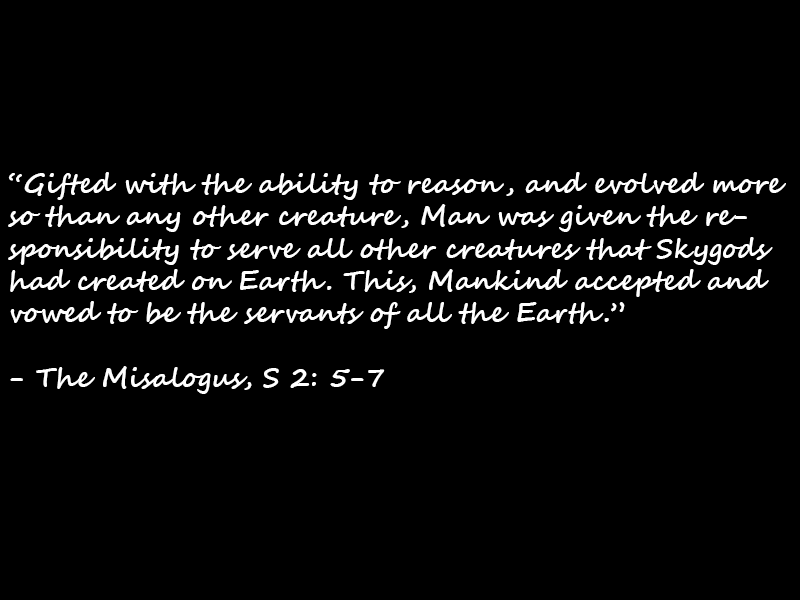 “Gifted with the ability to reason, and evolved more
so than any other creature, Man was given the re-
sponsibility to serve all other creatures that Skygods
had created on Earth. This, Mankind accepted and
vowed to be the servants of all the Earth.”
- The Misalogus, S 2: 5-7